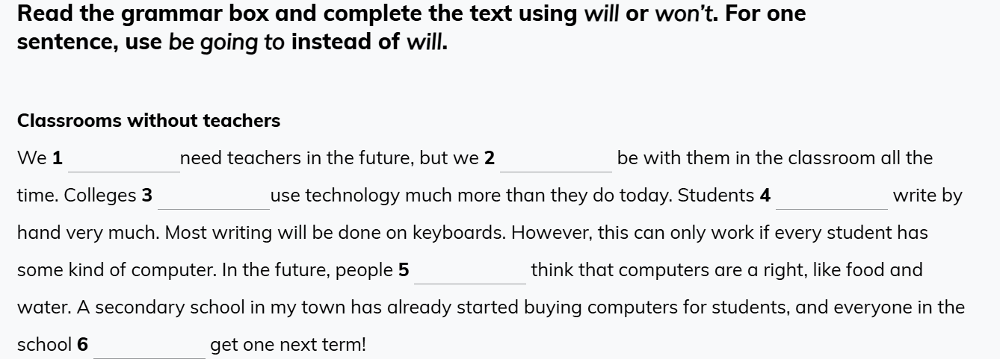 Read the grammar box and complete the text using will or won't. For one
sentence, use be going to instead of will.
Classrooms without teachers
We 1 ____________ need teachers in the future, but we 2 ____________ be with them in the classroom all the
time. Colleges 3 ____________ use technology much more than they do today. Students 4 ____________ write by
hand very much. Most writing will be done on keyboards. However, this can only work if every student has
some kind of computer. In the future, people 5 ____________ think that computers are a right, like food and
water. A secondary school in my town has already started buying computers for students, and everyone in the
school 6 ____________ get one next term!